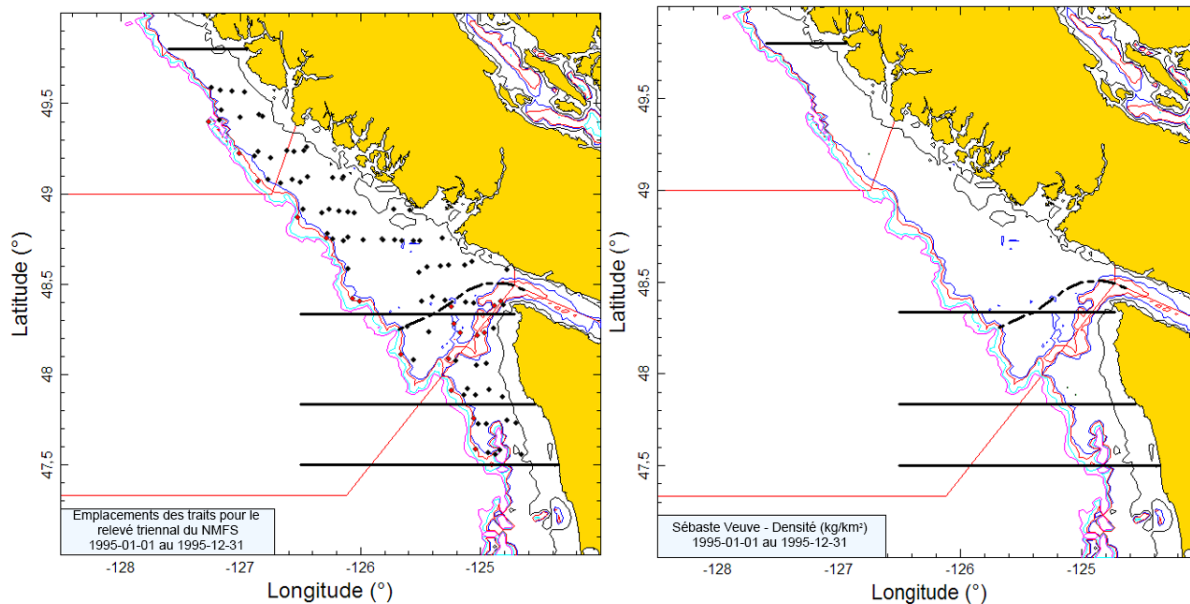 49.5
49
48.5
48
47.5
Latitude (°)
-128
-127
-126
-125
Longitude (°)
Emplacements des traits pour le
relevé triennal du NMFS
1995-01-01 au 1995-12-31
49.5
49
48.5
48
47.5
Latitude (°)
-128
-127
-126
-125
Longitude (°)
Sébaste Veuve - Densité (kg/km²)
1995-01-01 au 1995-12-31